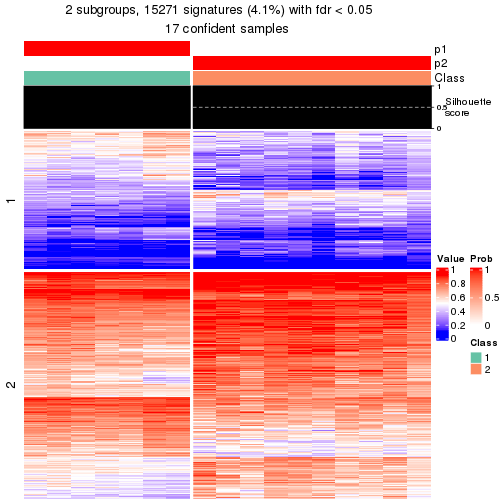 2 subgroups, 15271 signatures (4.1%) with fdr < 0.05
17 confident samples
p1
p2
Class
1
0.5
0
Silhouette
score
1
2
Value
1
0.8
0.6
0.4
0.2
0
Prob
1
0.5
0
Class
1
2